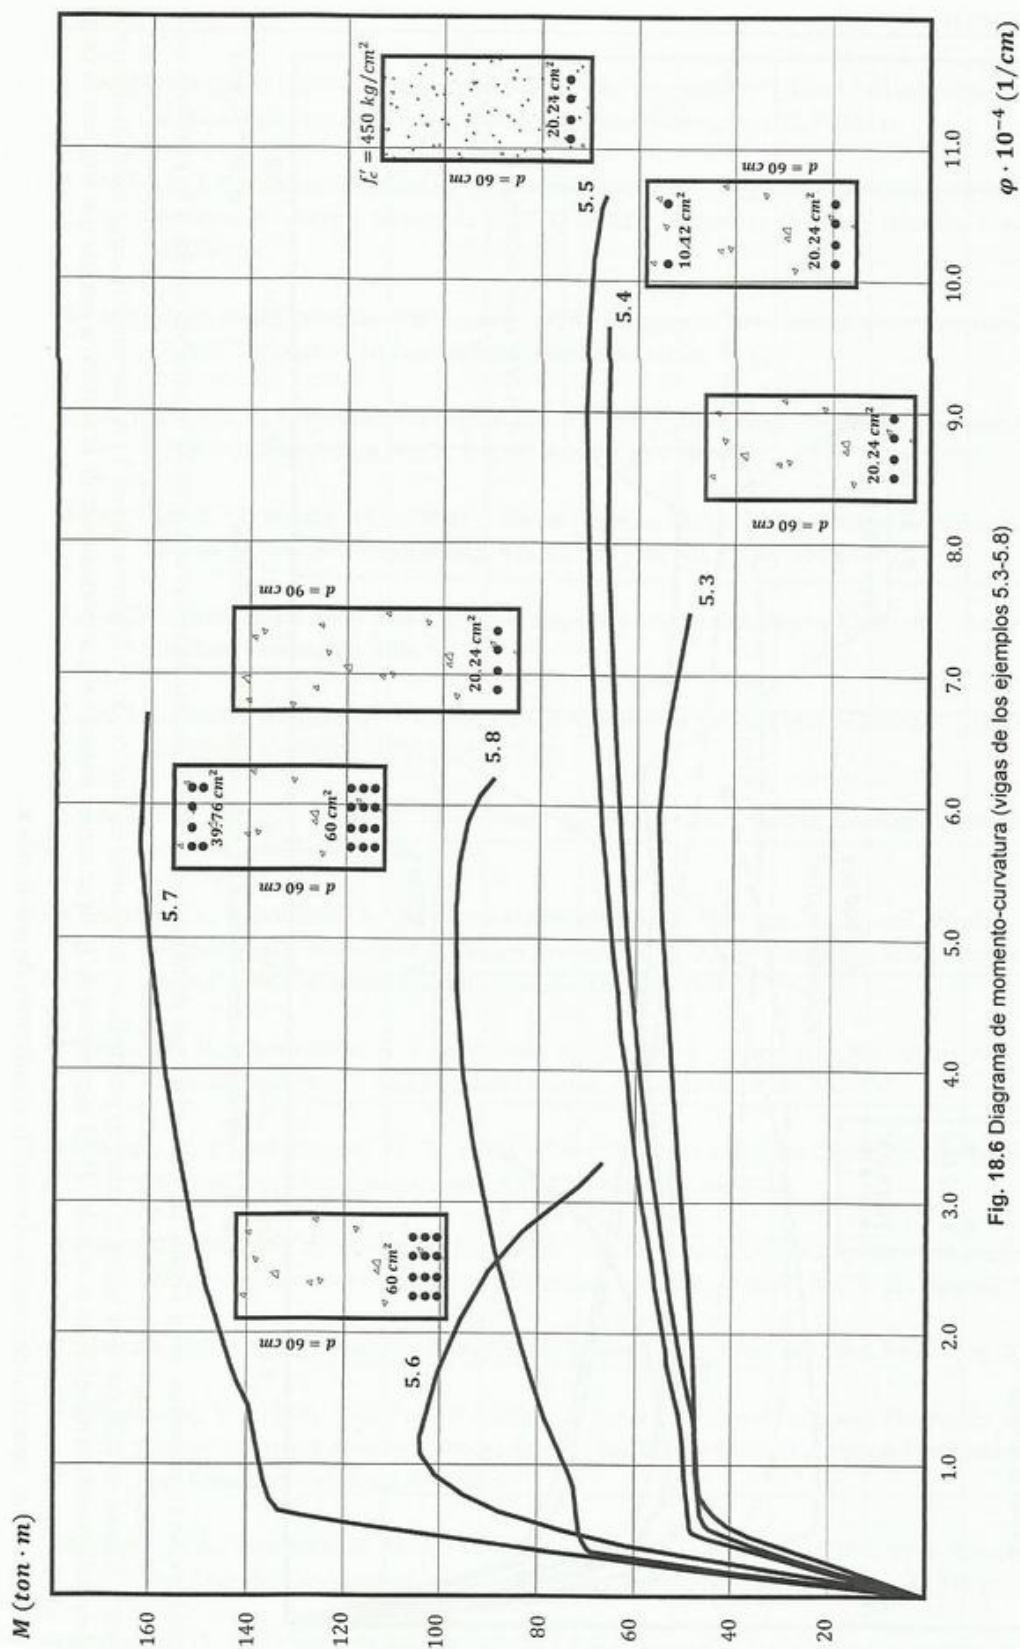 M (ton · m)
160
140
120
100
80
60
40
20
1.0
2.0
3.0
4.0
5.0
6.0
7.0
8.0
9.0
10.0
11.0
φ · 10⁻⁴ (1/cm)
5.7
d = 60 cm
39.76 cm²
60 cm²
d = 90 cm
20.24 cm²
5.8
5.6
d = 60 cm
60 cm²
f'c = 450 kg/cm²
d = 60 cm
20.24 cm²
5.5
5.4
d = 60 cm
10.12 cm²
20.24 cm²
5.3
d = 60 cm
20.24 cm²
Fig. 18.6 Diagrama de momento-curvatura (vigas de los ejemplos 5.3-5.8)